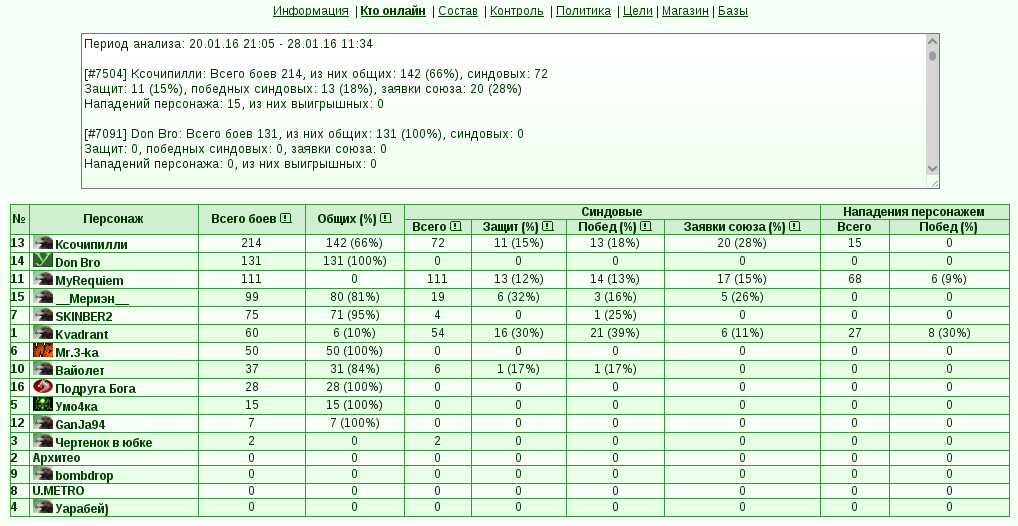 Информация | Кто онлайн | Состав | Контроль | Политика | Цели | Магазин | Базы
Период анализа: 20.01.16 21:05 - 28.01.16 11:34
[#7504] Ксочипилли: Всего боев 214, из них общих: 142 (66%), синдовых: 72
Защит: 11 (15%), победных синдовых: 13 (18%), заявки союза: 20 (28%)
Нападений персонажа: 15, из них выигрышных: 0
[#7091] Don Bro: Всего боев 131, из них общих: 131 (100%), синдовых: 0
Защит: 0, победных синдовых: 0, заявки союза: 0
Нападений персонажа: 0, из них выигрышных: 0
№ Персонаж Всего боев Общих (%) Синдовые Нападения персонажем
Всего Защит (%) Побед (%) Заявки союза (%) Всего Побед (%)
13 Ксочипилли 214 142 (66%) 72 11 (15%) 13 (18%) 20 (28%) 15 0
14 Don Bro 131 131 (100%) 0 0 0 0 0 0
11 MyRequiem 111 0 111 13 (12%) 14 (13%) 17 (15%) 68 6 (9%)
15 __Мериэн__ 99 80 (81%) 19 6 (32%) 3 (16%) 5 (26%) 0 0
7 SKINBER2 75 71 (95%) 4 0 1 (25%) 0 0 0
1 Kvadrant 60 6 (10%) 54 16 (30%) 21 (39%) 6 (11%) 27 8 (30%)
6 Mr.3-ka 50 50 (100%) 0 0 0 0 0 0
10 Вайолет 37 31 (84%) 6 1 (17%) 1 (17%) 0 0 0
16 Подруга Бога 28 28 (100%) 0 0 0 0 0 0
5 Умо4ка 15 15 (100%) 0 0 0 0 0 0
12 GanJa94 7 7 (100%) 0 0 0 0 0 0
3 Чертенок в юбке 2 0 2 0 0 0 0 0
2 Архитео 0 0 0 0 0 0 0 0
9 bombdrop 0 0 0 0 0 0 0 0
8 U.METRO 0 0 0 0 0 0 0 0
4 Уарабей) 0 0 0 0 0 0 0 0